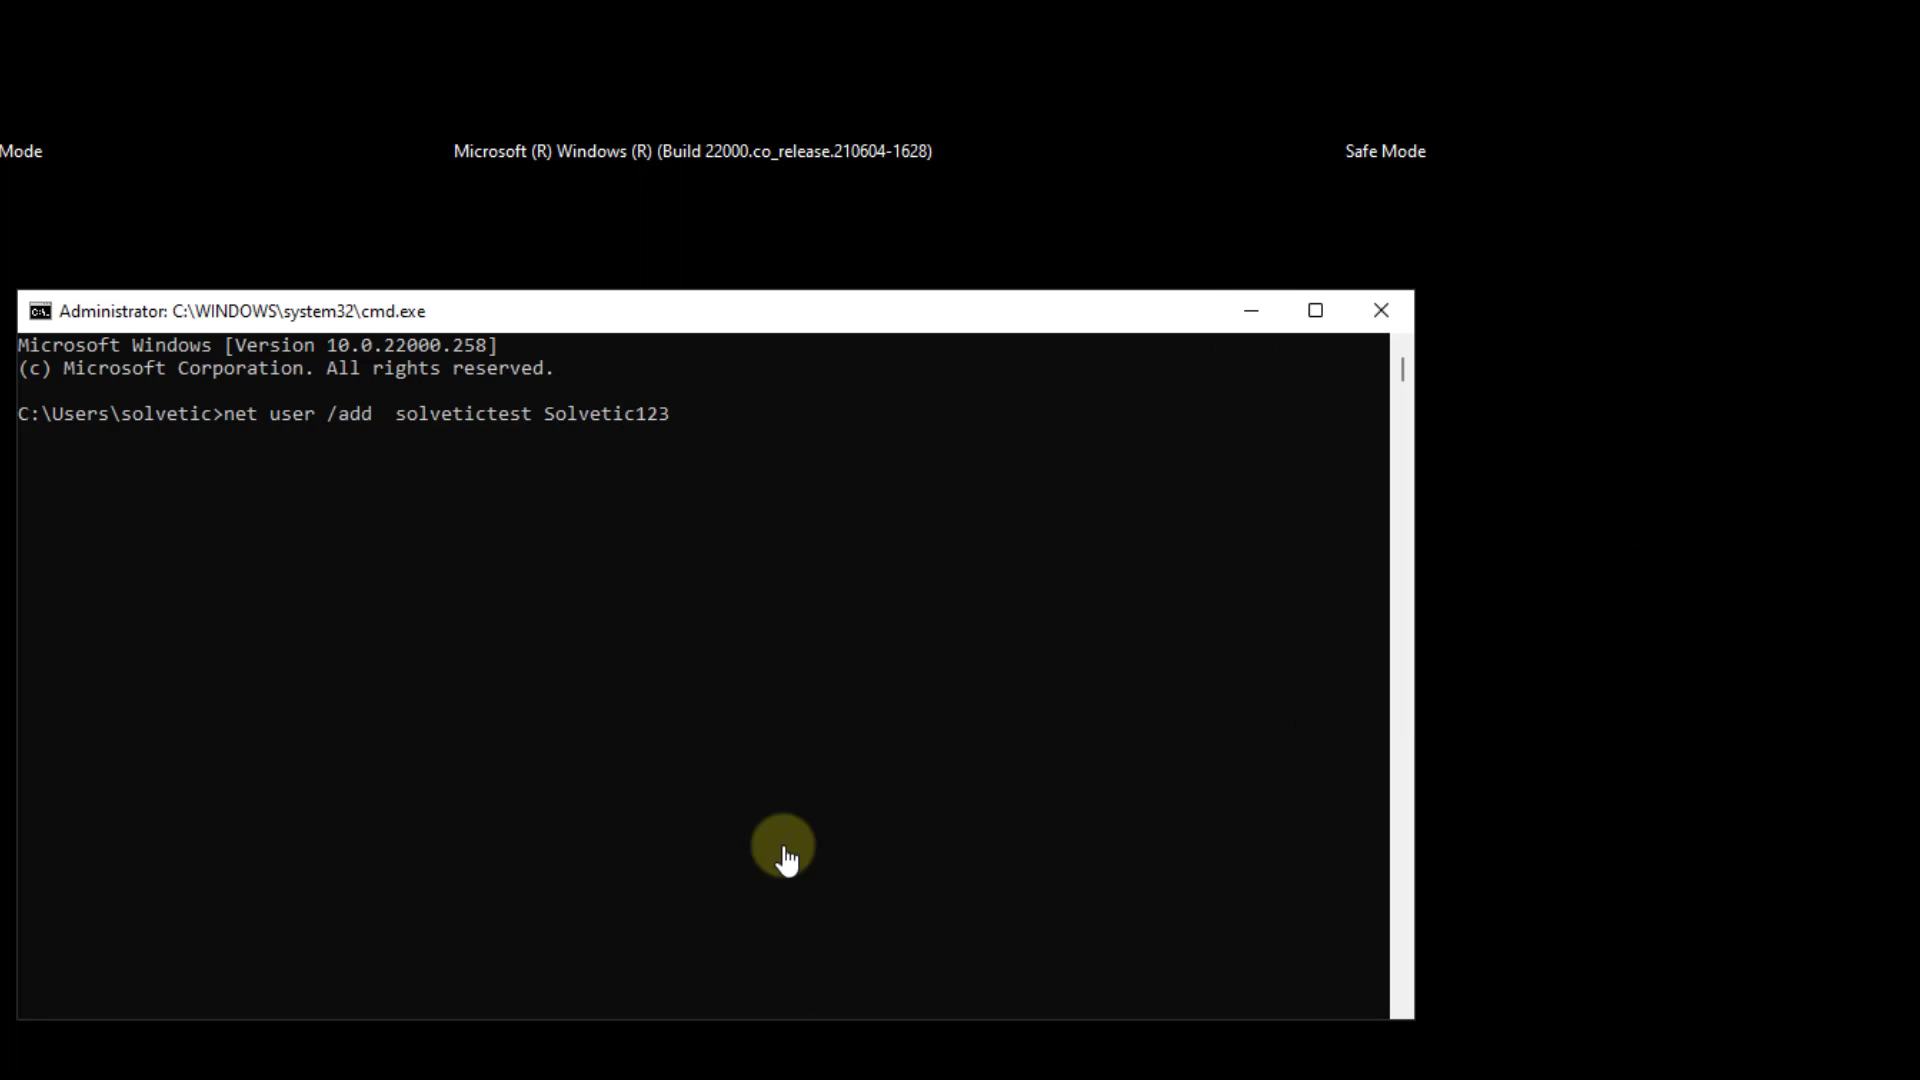 Mode Microsoft (R) Windows (R) (Build 22000.co_release.210604-1628) Safe Mode
Administrator: C:\WINDOWS\system32\cmd.exe
Microsoft Windows [Version 10.0.22000.258]
(c) Microsoft Corporation. All rights reserved.
C:\Users\solvetic>net user /add  solvetictest Solvetic123